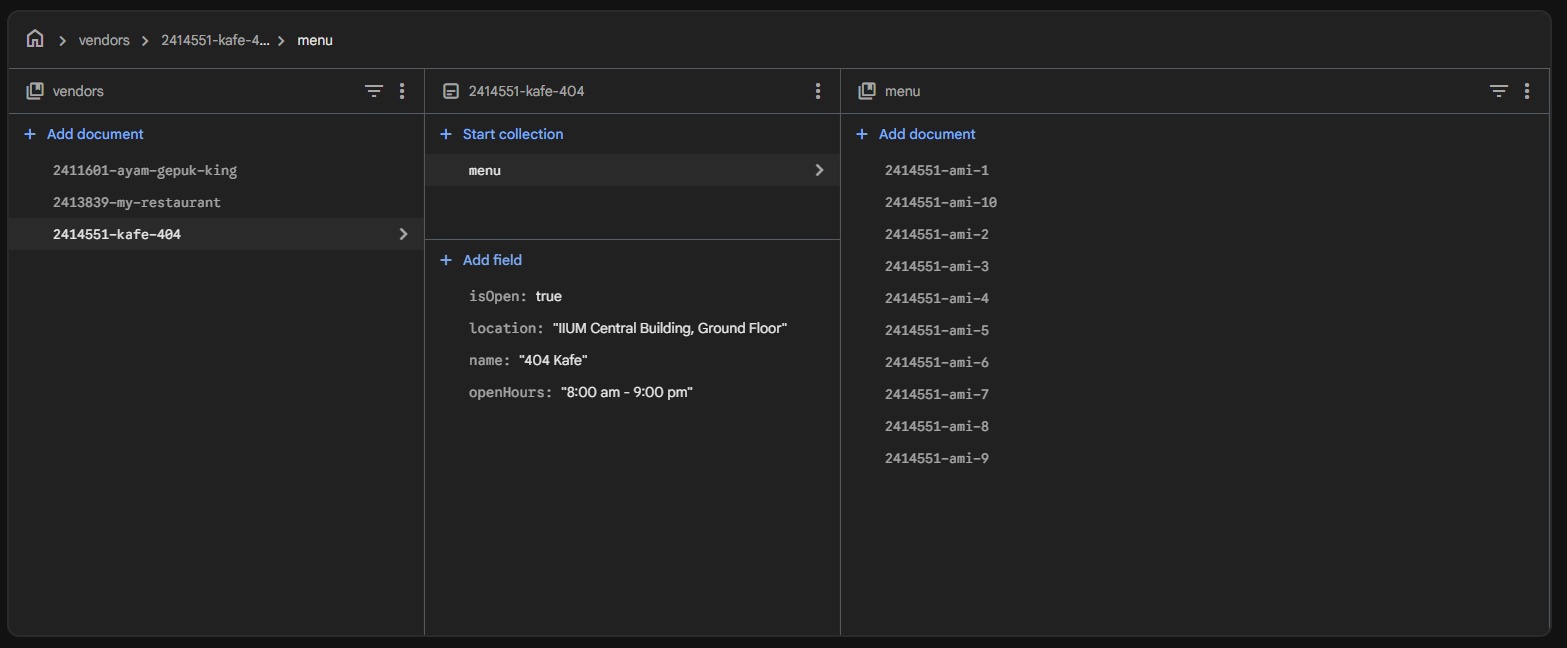 vendors
2414551-kafe-4...
menu
vendors
Add document
2411601-ayam-gepuk-king
2413839-my-restaurant
2414551-kafe-404
2414551-kafe-404
Start collection
menu
Add field
isOpen: true
location: "IIUM Central Building, Ground Floor"
name: "404 Kafe"
openHours: "8:00 am - 9:00 pm"
menu
Add document
2414551-ami-1
2414551-ami-10
2414551-ami-2
2414551-ami-3
2414551-ami-4
2414551-ami-5
2414551-ami-6
2414551-ami-7
2414551-ami-8
2414551-ami-9